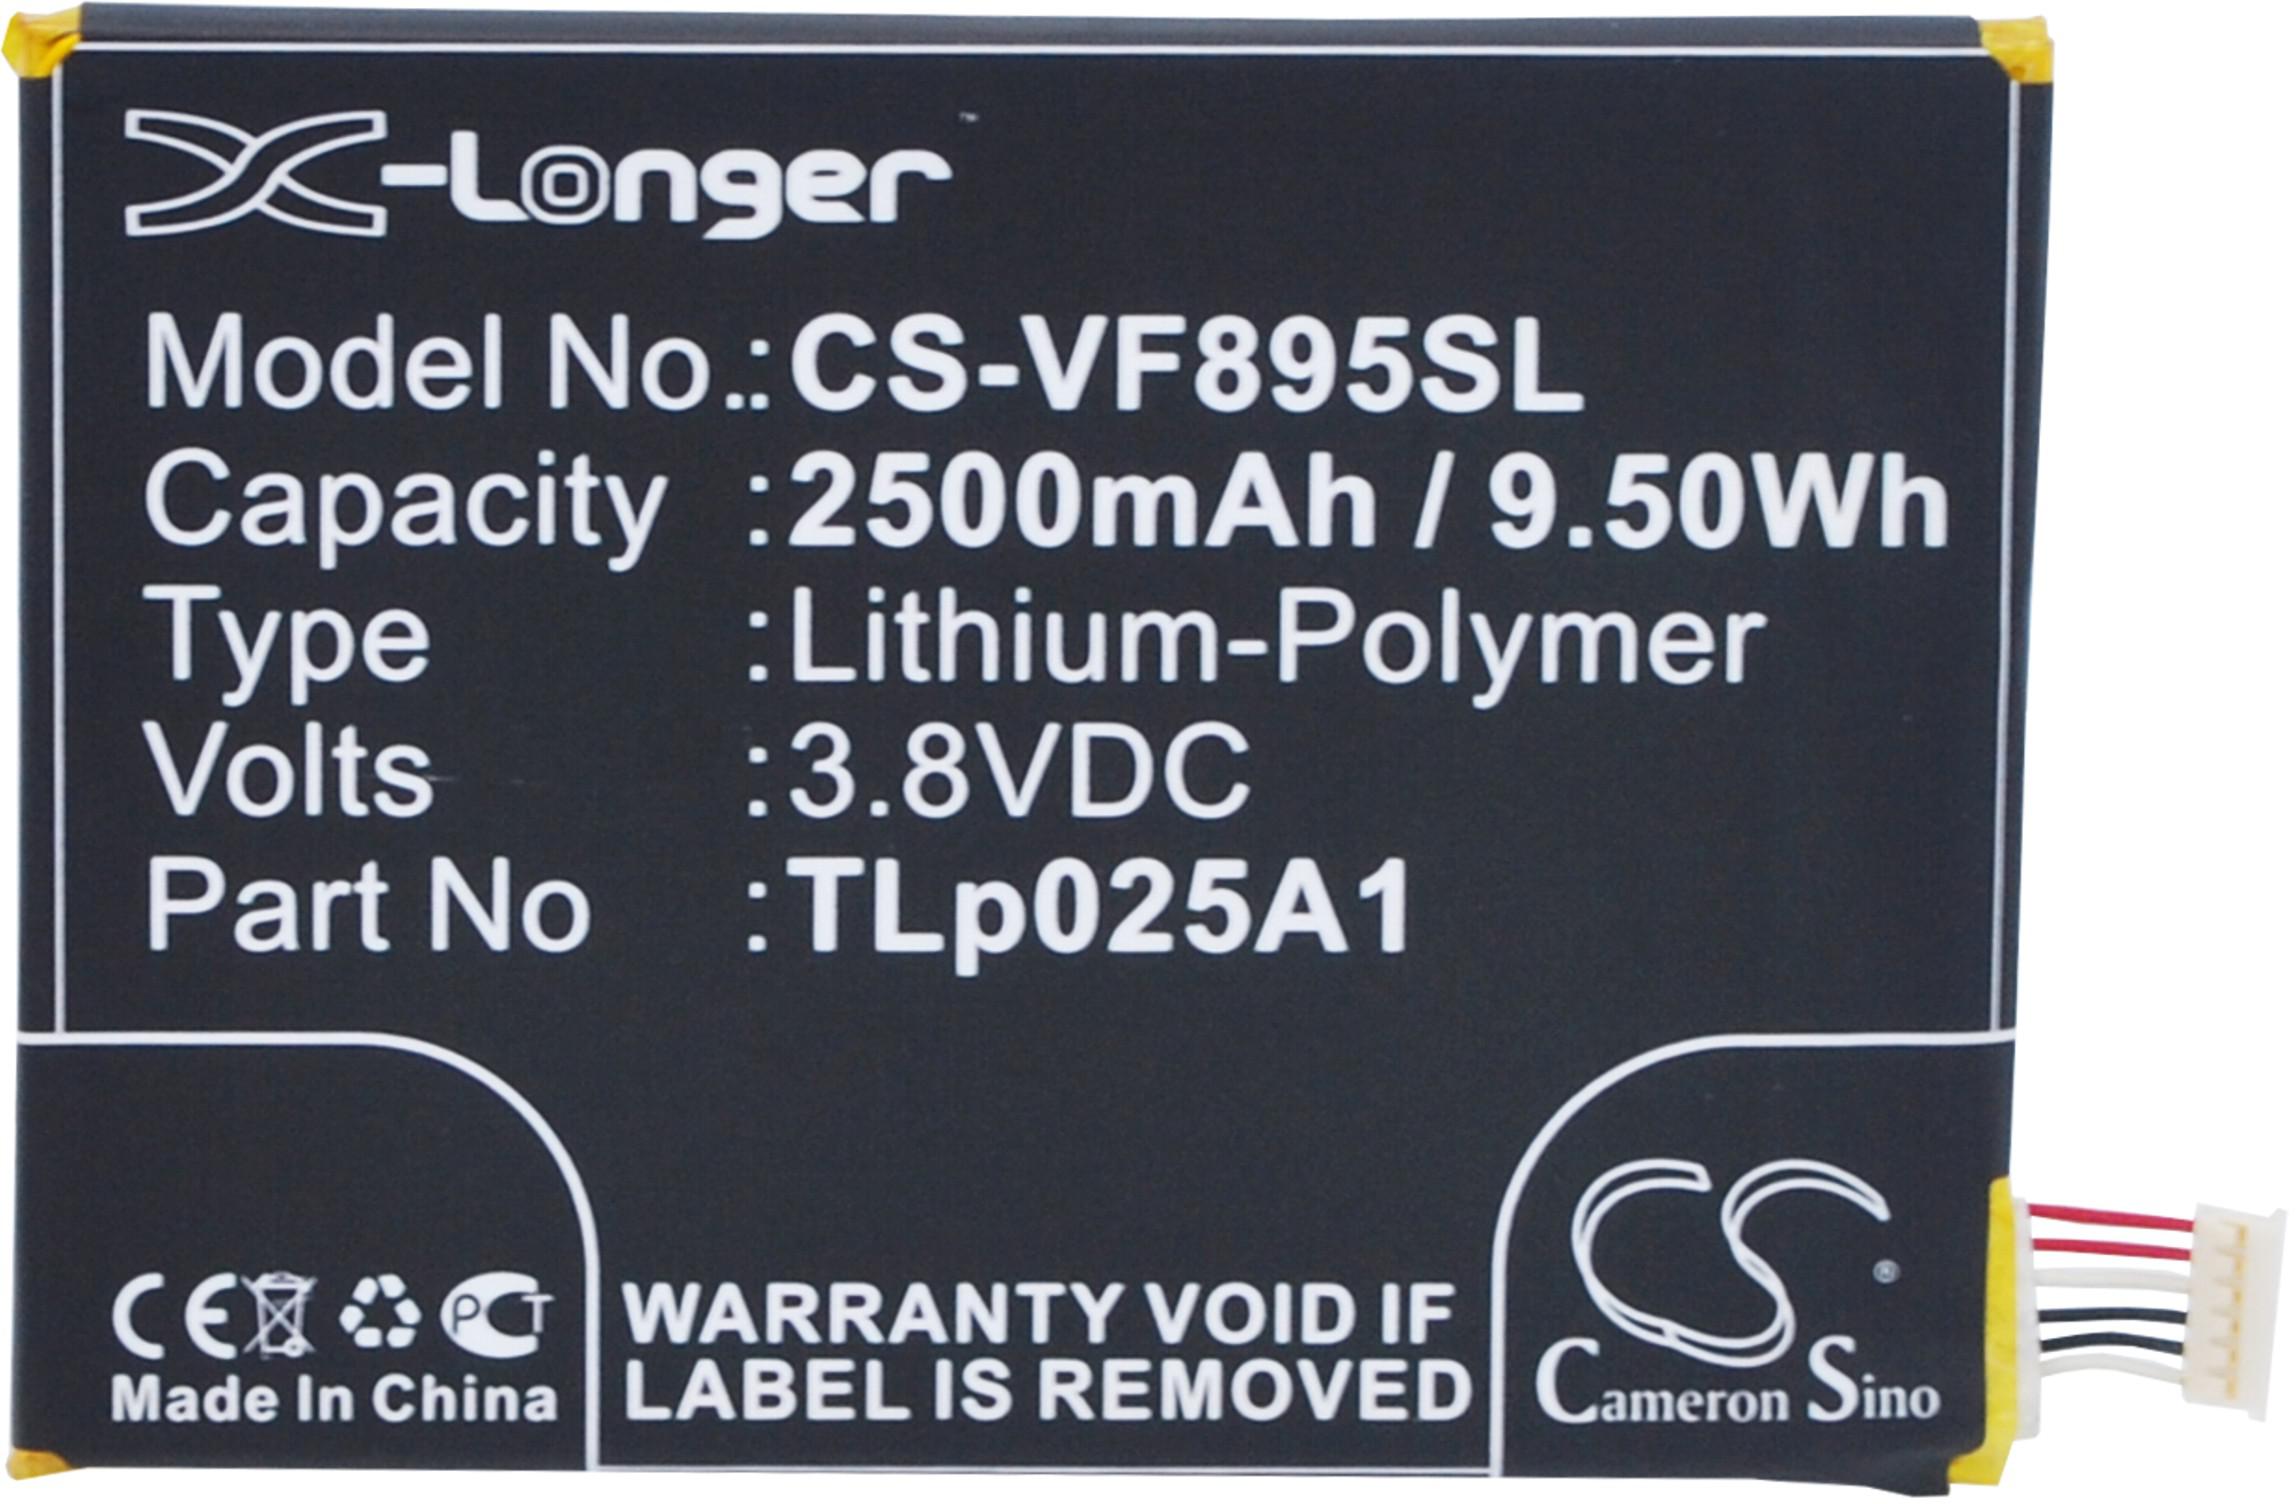 X-Longer™
Model No.: CS-VF895SL
Capacity : 2500mAh / 9.50Wh
Type : Lithium-Polymer
Volts : 3.8VDC
Part No : TLp025A1
CE PCT
Made In China
WARRANTY VOID IF
LABEL IS REMOVED
CS®
Cameron Sino